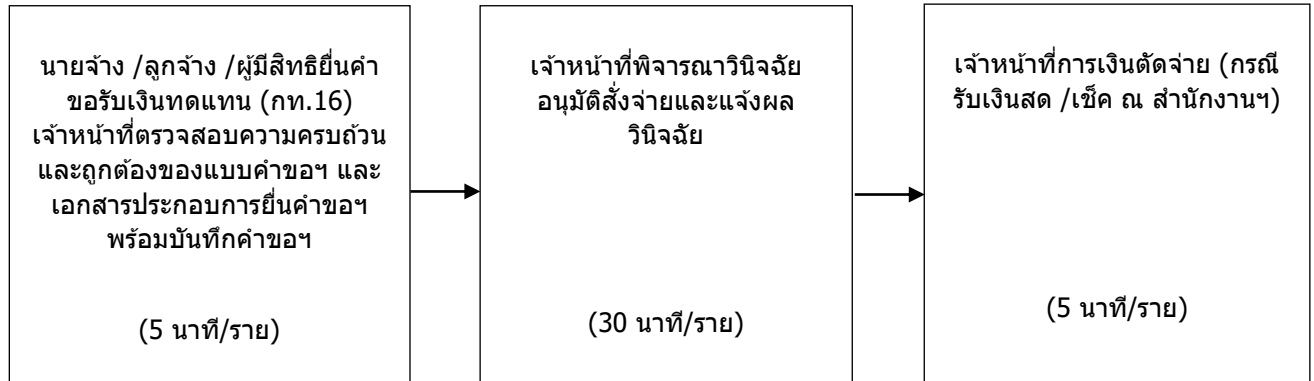 นายจ้าง /ลูกจ้าง /ผู้มีสิทธิยื่นคำ
ขอรับเงินทดแทน (กท.16)
เจ้าหน้าที่ตรวจสอบความครบถ้วน
และถูกต้องของแบบคำขอฯ และ
เอกสารประกอบการยื่นคำขอฯ
พร้อมบันทึกคำขอฯ
(5 นาที/ราย)
เจ้าหน้าที่พิจารณาวินิจฉัย
อนุมัติสั่งจ่ายและแจ้งผล
วินิจฉัย
(30 นาที/ราย)
เจ้าหน้าที่การเงินตัดจ่าย (กรณี
รับเงินสด /เช็ค ณ สำนักงานฯ)
(5 นาที/ราย)